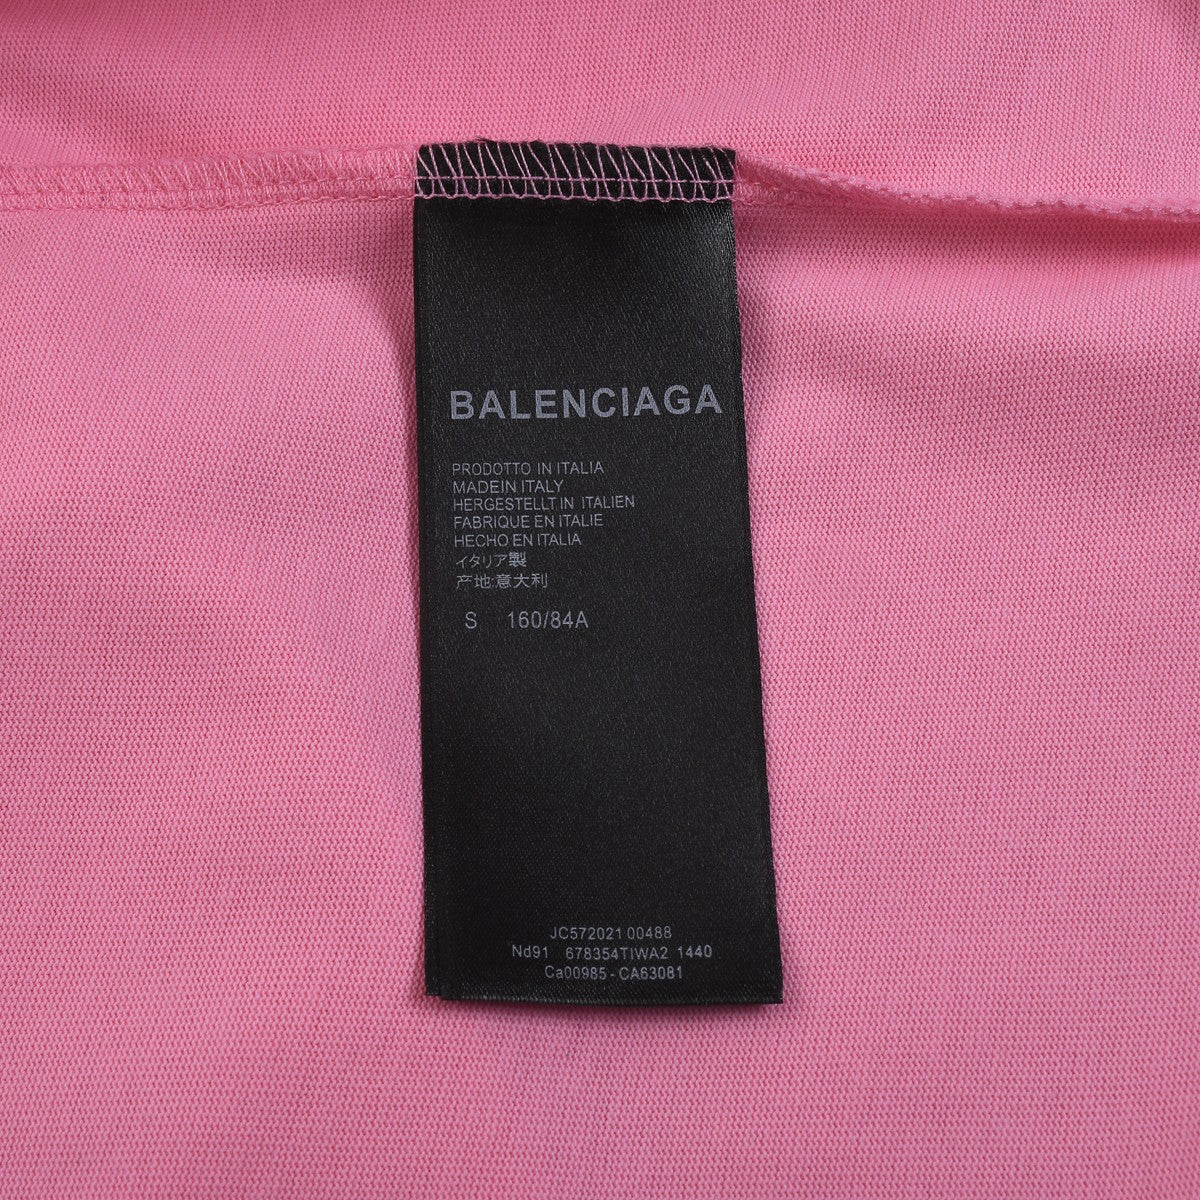 BALENCIAGA
PRODOTTO IN ITALIA
MADEIN ITALY
HERGESTELLT IN ITALIEN
FABRIQUE EN ITALIE
HECHO EN ITALIA
イタリア製
产地:意大利
S 160/84A
JC572021 00488
Nd91 678354TIWA2 1440
Ca00985-CA63081